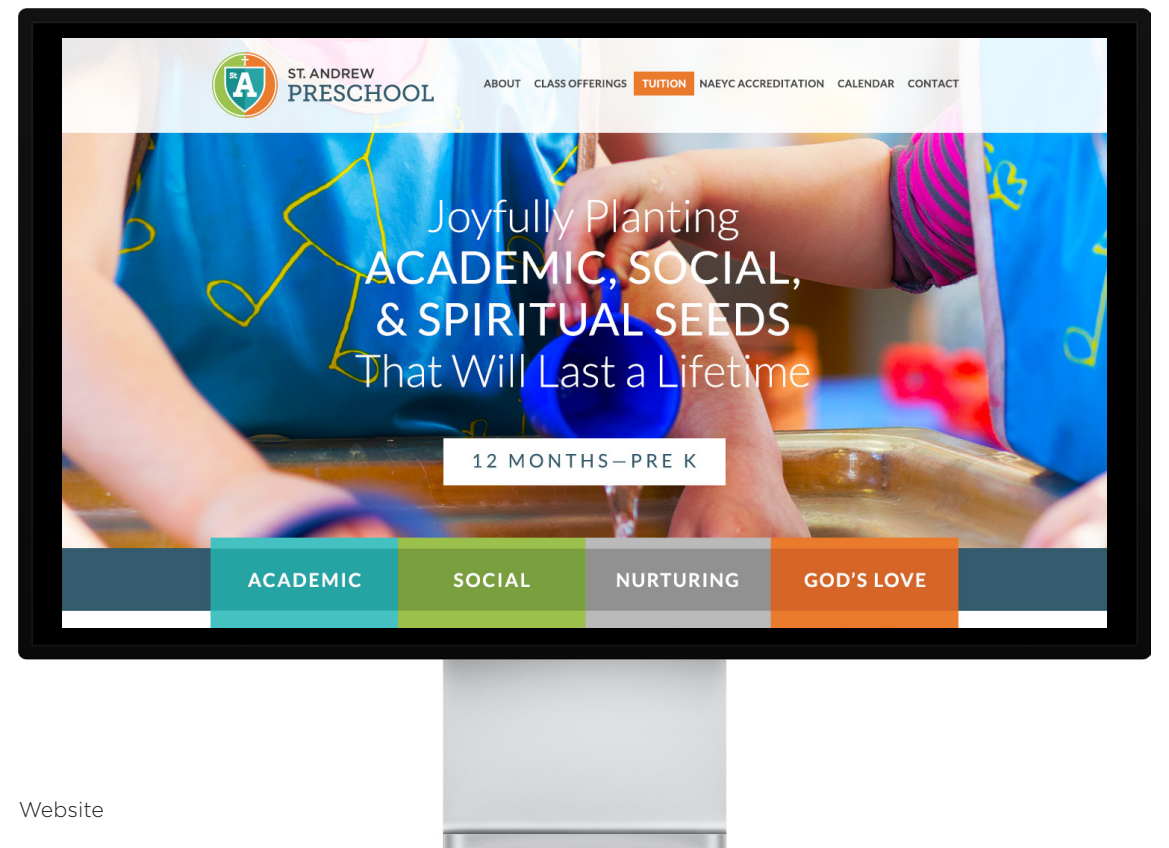 St
A
ST. ANDREW
PRESCHOOL
ABOUT CLASS OFFERINGS TUITION NAEYC ACCREDITATION CALENDAR CONTACT
Joyfully Planting
ACADEMIC, SOCIAL,
& SPIRITUAL SEEDS
That Will Last a Lifetime
12 MONTHS—PRE K
ACADEMIC SOCIAL NURTURING GOD'S LOVE
Website